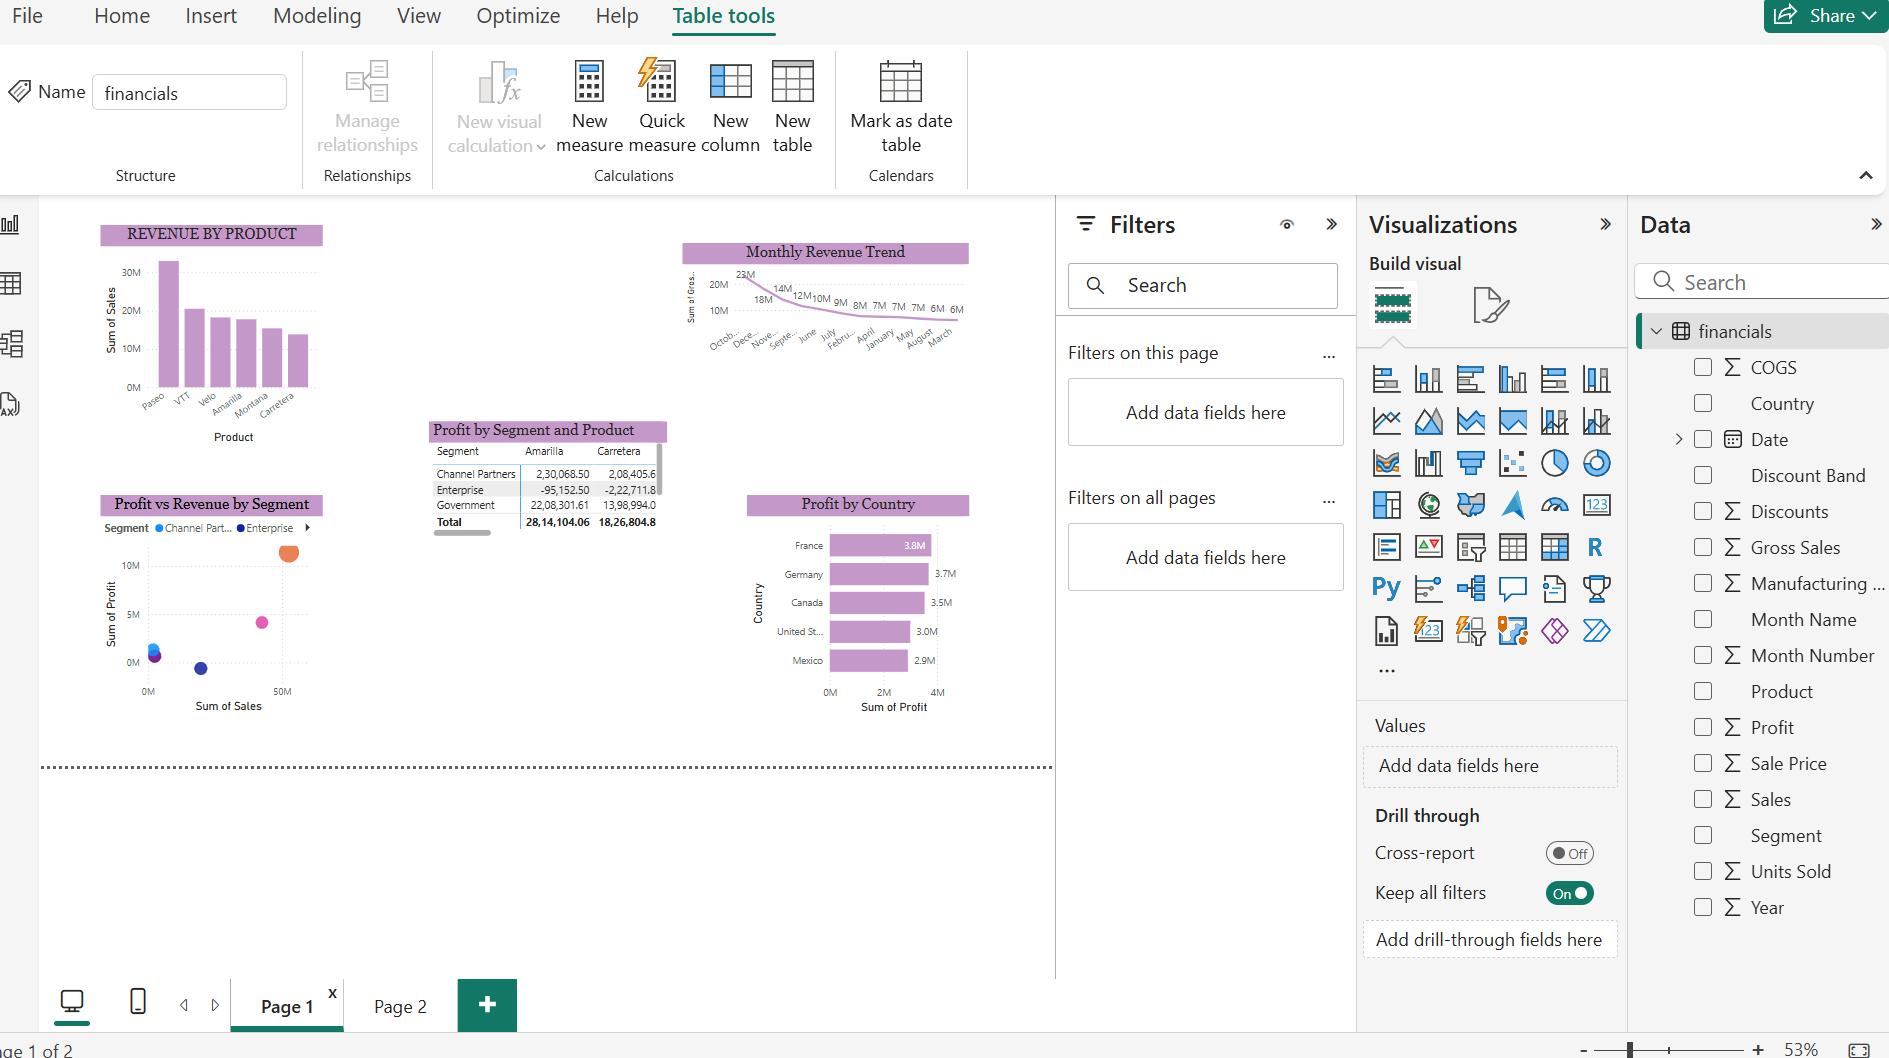 File Home Insert Modeling View Optimize Help Table tools Share
Name financials
Manage relationships
New visual calculation
New measure
Quick measure
New column
New table
Mark as date table
Structure Relationships Calculations Calendars
REVENUE BY PRODUCT
Sum of Sales
30M
20M
10M
0M
Paseo VTT Velo Amarilla Montana Carretera
Product
Monthly Revenue Trend
Sum of Gros...
20M
10M
23M 18M 14M 12M 10M 9M 8M 7M 7M 7M 6M 6M
Octob... Dece... Nove... Septe... June July Febru... April January May August March
Profit by Segment and Product
Segment Amarilla Carretera
Channel Partners 2,30,068.50 2,08,405.6
Enterprise -95,152.50 -2,22,711.8
Government 22,08,301.61 13,98,994.0
Total 28,14,104.06 18,26,804.8
Profit vs Revenue by Segment
Segment Channel Part... Enterprise
Sum of Profit
10M
5M
0M
0M 50M
Sum of Sales
Profit by Country
Country
France 3.8M
Germany 3.7M
Canada 3.5M
United St... 3.0M
Mexico 2.9M
0M 2M 4M
Sum of Profit
Filters
Search
Filters on this page ...
Add data fields here
Filters on all pages ...
Add data fields here
Visualizations
Build visual
123
R
Py
123
...
Values
Add data fields here
Drill through
Cross-report Off
Keep all filters On
Add drill-through fields here
Data
Search
financials
COGS
Country
Date
Discount Band
Discounts
Gross Sales
Manufacturing ...
Month Name
Month Number
Product
Profit
Sale Price
Sales
Segment
Units Sold
Year
Page 1 x Page 2 +
age 1 of 2
- + 53%